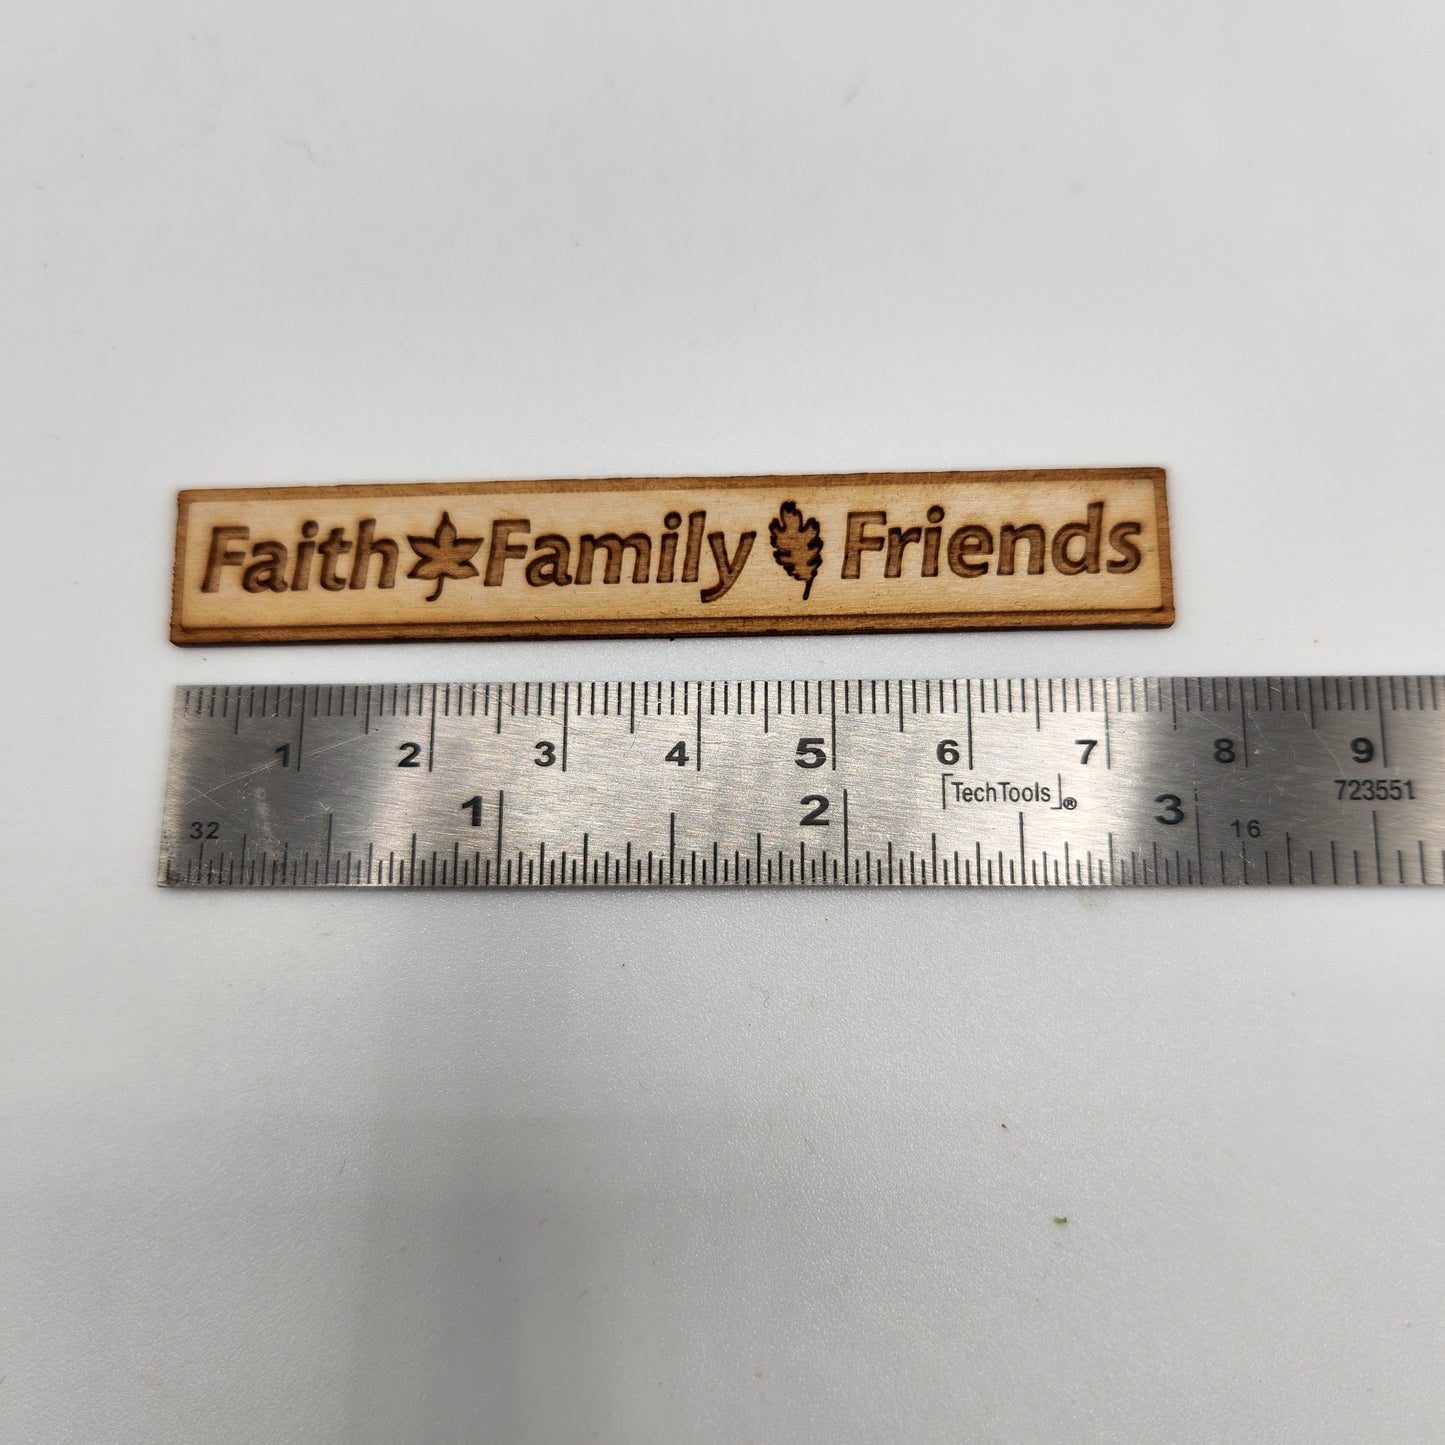 Faith Family Friends
1 2 3 4 5 6 7 8 9
TechTools® 723551
1 2 3
32 16